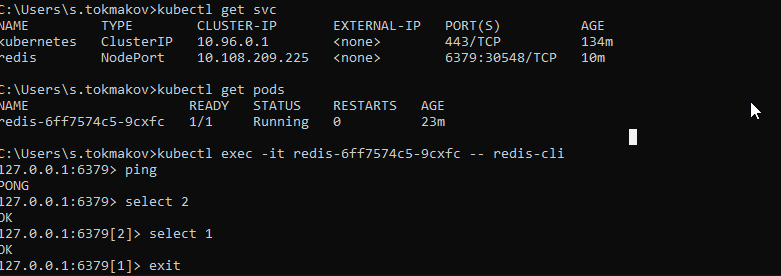 C:\Users\s.tokmakov>kubectl get svc
NAME TYPE CLUSTER-IP EXTERNAL-IP PORT(S) AGE
kubernetes ClusterIP 10.96.0.1 <none> 443/TCP 134m
redis NodePort 10.108.209.225 <none> 6379:30548/TCP 10m
C:\Users\s.tokmakov>kubectl get pods
NAME READY STATUS RESTARTS AGE
redis-6ff7574c5-9cxfc 1/1 Running 0 23m
C:\Users\s.tokmakov>kubectl exec -it redis-6ff7574c5-9cxfc -- redis-cli
127.0.0.1:6379> ping
PONG
127.0.0.1:6379> select 2
OK
127.0.0.1:6379[2]> select 1
OK
127.0.0.1:6379[1]> exit